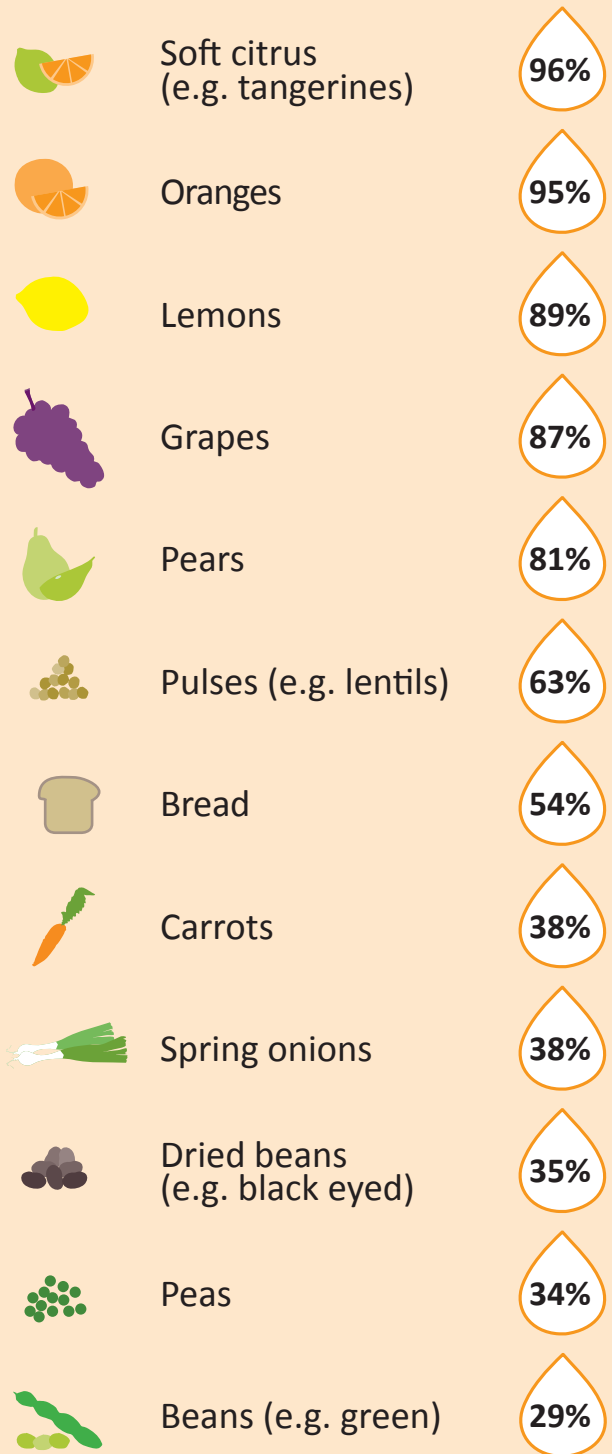 Soft citrus
(e.g. tangerines)
96%
Oranges
95%
Lemons
89%
Grapes
87%
Pears
81%
Pulses (e.g. lentils)
63%
Bread
54%
Carrots
38%
Spring onions
38%
Dried beans
(e.g. black eyed)
35%
Peas
34%
Beans (e.g. green)
29%